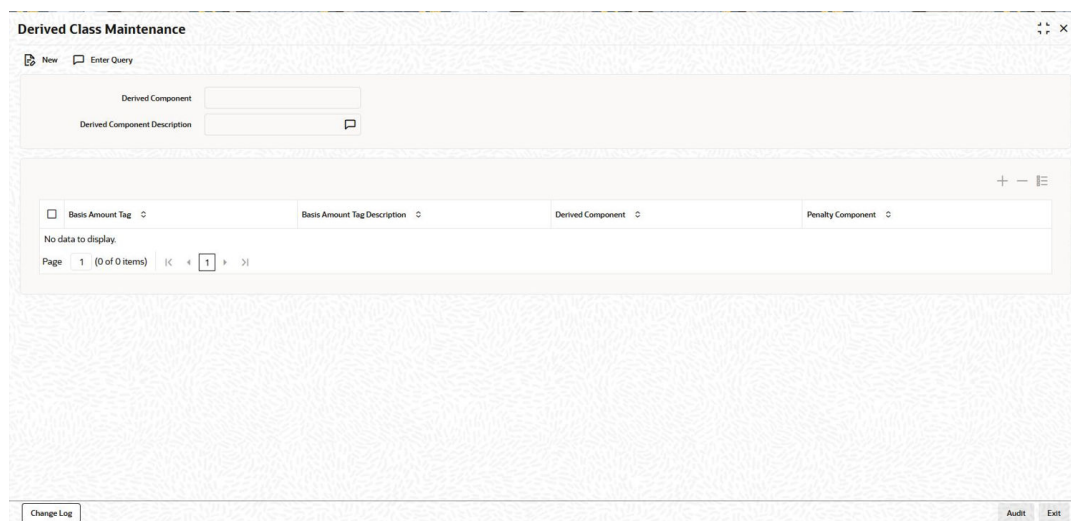 Derived Class Maintenance
New Enter Query
Derived Component
Derived Component Description
Basis Amount Tag Basis Amount Tag Description Derived Component Penalty Component
No data to display.
Page 1 (0 of 0 items) 1
Change Log Audit Exit